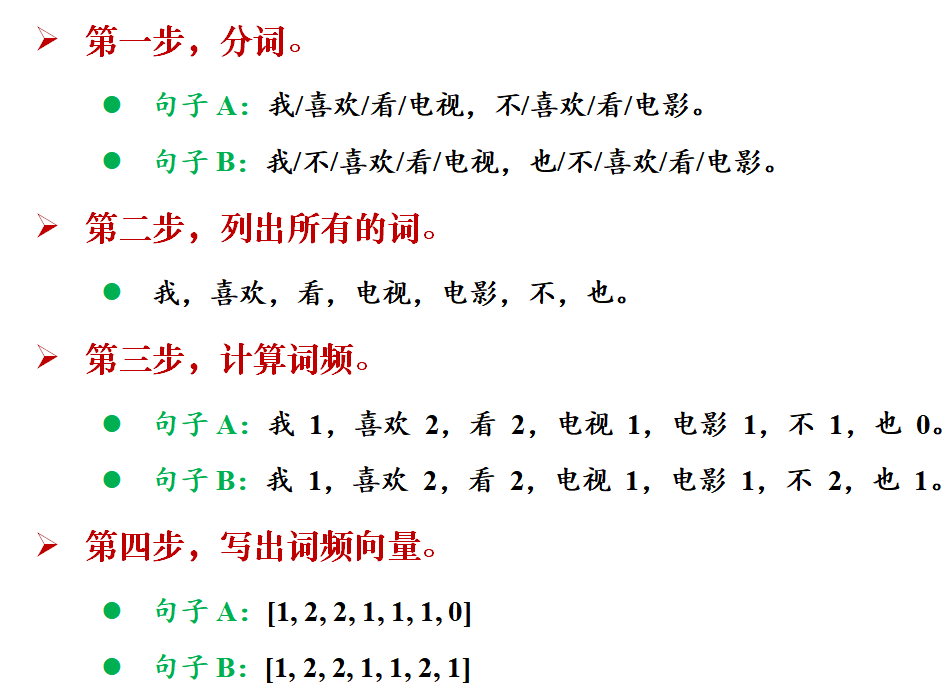 第一步，分词。
句子 A：我/喜欢/看/电视，不/喜欢/看/电影。
句子 B：我/不/喜欢/看/电视，也/不/喜欢/看/电影。
第二步，列出所有的词。
我，喜欢，看，电视，电影，不，也。
第三步，计算词频。
句子 A：我 1，喜欢 2，看 2，电视 1，电影 1，不 1，也 0。
句子 B：我 1，喜欢 2，看 2，电视 1，电影 1，不 2，也 1。
第四步，写出词频向量。
句子 A：[1, 2, 2, 1, 1, 1, 0]
句子 B：[1, 2, 2, 1, 1, 2, 1]